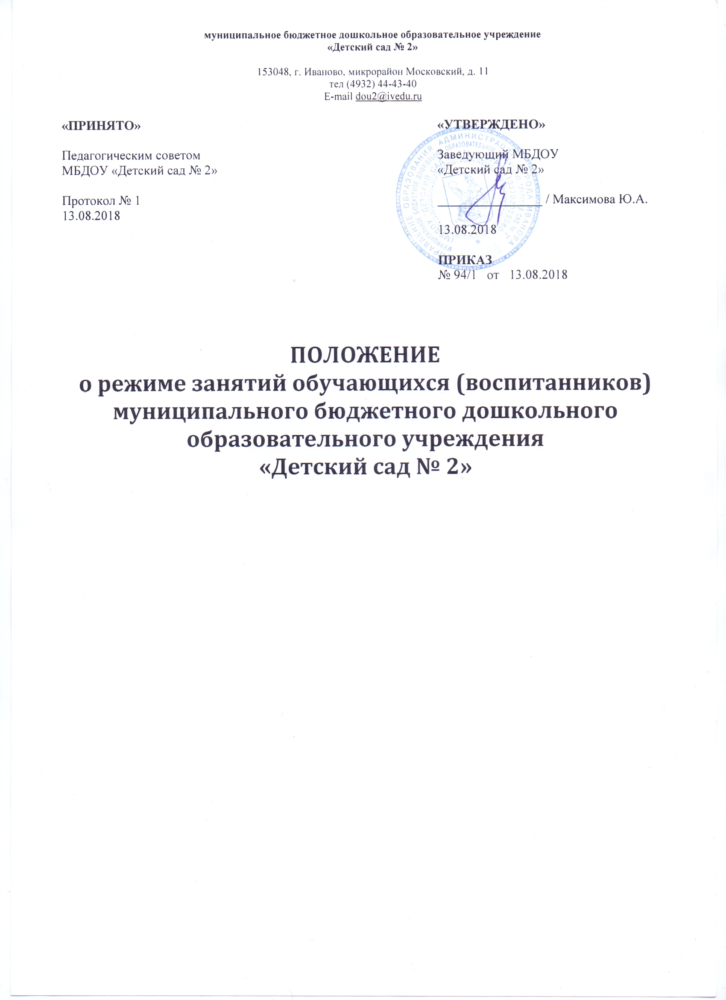 муниципальное бюджетное дошкольное образовательное учреждение
«Детский сад № 2»
153048, г. Иваново, микрорайон Московский, д. 11
тел (4932) 44-43-40
E-mail dou2@ivedu.ru
«ПРИНЯТО»
Педагогическим советом
МБДОУ «Детский сад № 2»
Протокол № 1
13.08.2018
«УТВЕРЖДЕНО»
Заведующий МБДОУ
«Детский сад № 2»
/ Максимова Ю.А.
13.08.2018
ПРИКАЗ
№ 94/1 от 13.08.2018
ПОЛОЖЕНИЕ
о режиме занятий обучающихся (воспитанников)
муниципального бюджетного дошкольного
образовательного учреждения
«Детский сад № 2»